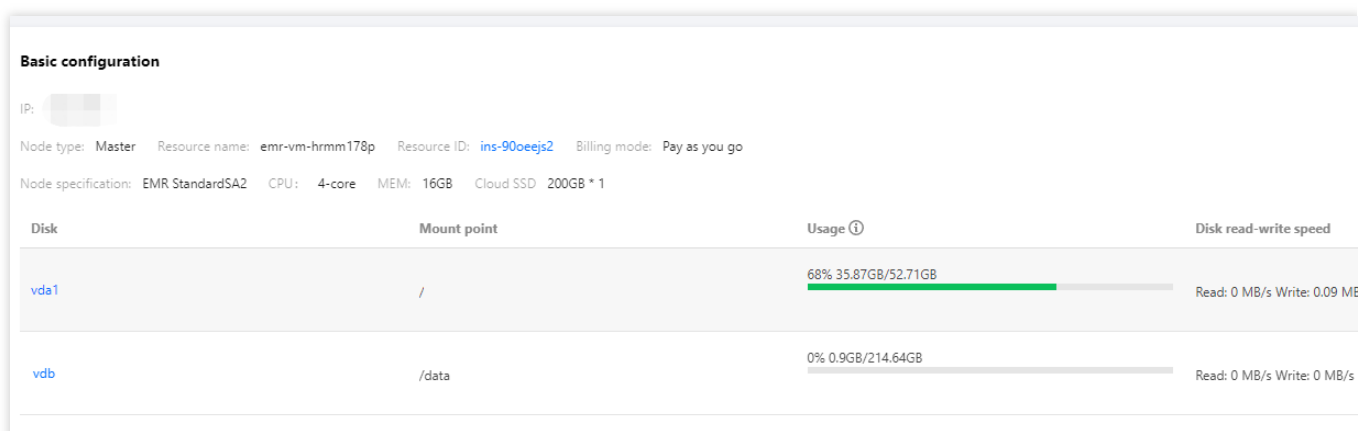 Basic configuration
IP:
Node type: Master Resource name: emr-vm-hrmm178p Resource ID: ins-90oeejs2 Billing mode: Pay as you go
Node specification: EMR StandardSA2 CPU: 4-core MEM: 16GB Cloud SSD 200GB * 1
Disk Mount point Usage Disk read-write speed
68% 35.87GB/52.71GB
vda1 / Read: 0 MB/s Write: 0.09 MB
0% 0.9GB/214.64GB
vdb /data Read: 0 MB/s Write: 0 MB/s